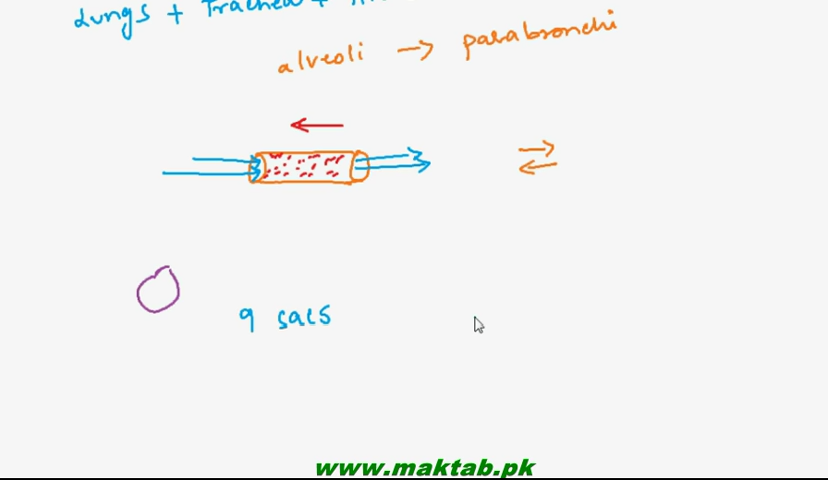 Lungs + Trachea +
alveoli → parabronchi
9 sacs
www.maktab.pk